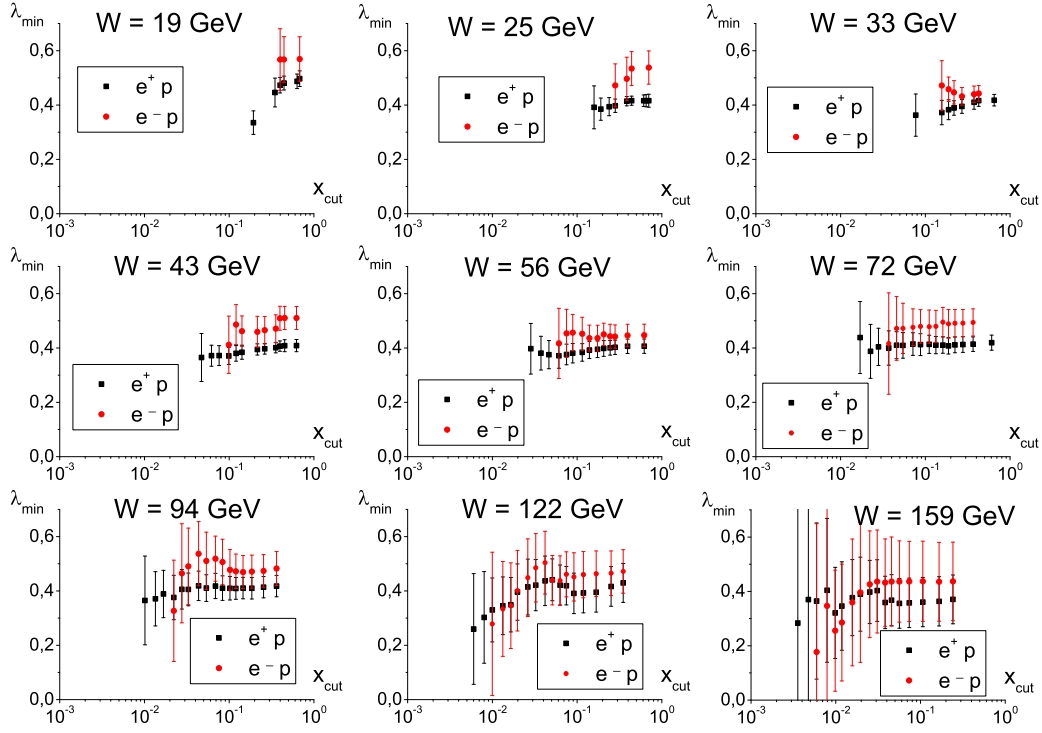 λmin W = 19 GeV
0,6
e+ p
e− p
0,4
0,2
xcut
0,0
10-3 10-2 10-1 100
λmin W = 25 GeV
0,6
e+ p
e− p
0,4
0,2
xcut
0,0
10-3 10-2 10-1 100
λmin W = 33 GeV
0,6
e+ p
e− p
0,4
0,2
xcut
0,0
10-3 10-2 10-1 100
λmin W = 43 GeV
0,6
0,4
e+ p
e− p
0,2
xcut
0,0
10-3 10-2 10-1 100
λmin W = 56 GeV
0,6
0,4
e+ p
e− p
0,2
xcut
0,0
10-3 10-2 10-1 100
λmin W = 72 GeV
0,6
0,4
e+ p
e− p
0,2
xcut
0,0
10-3 10-2 10-1 100
λmin W = 94 GeV
0,6
0,4
e+ p
e− p
0,2
xcut
0,0
10-3 10-2 10-1 100
λmin W = 122 GeV
0,6
0,4
e+ p
e− p
0,2
xcut
0,0
10-3 10-2 10-1 100
λmin W = 159 GeV
0,6
0,4
e+ p
e− p
0,2
xcut
0,0
10-3 10-2 10-1 100